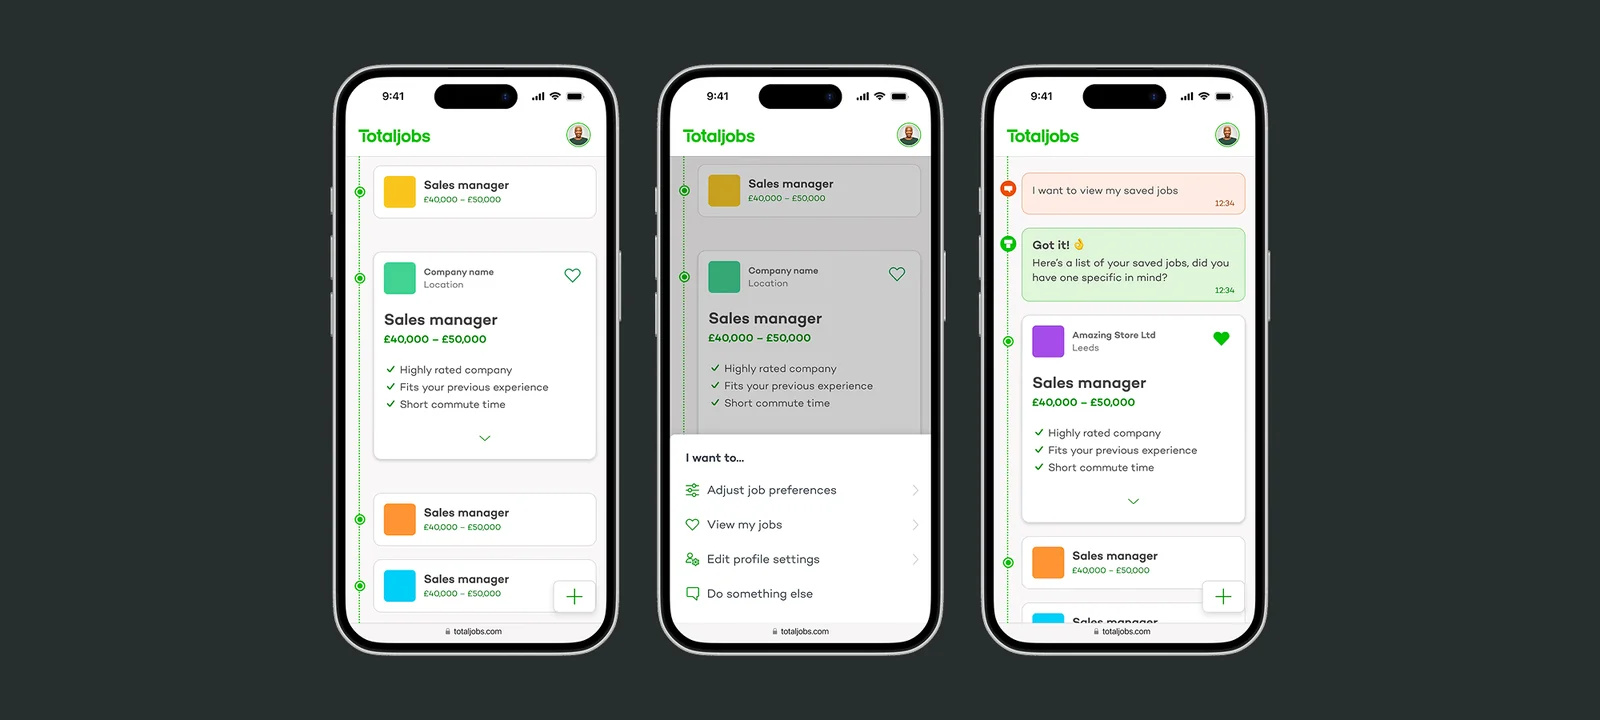 9:41
Totaljobs
Sales manager
£40,000 – £50,000
Company name
Location
Sales manager
£40,000 – £50,000
Highly rated company
Fits your previous experience
Short commute time
Sales manager
£40,000 – £50,000
Sales manager
£40,000 – £50,000
totaljobs.com
9:41
Totaljobs
Sales manager
£40,000 – £50,000
Company name
Location
Sales manager
£40,000 – £50,000
Highly rated company
Fits your previous experience
Short commute time
I want to...
Adjust job preferences
View my jobs
Edit profile settings
Do something else
totaljobs.com
9:41
Totaljobs
I want to view my saved jobs
12:34
Got it! 👌
Here's a list of your saved jobs, did you
have one specific in mind?
12:34
Amazing Store Ltd
Leeds
Sales manager
£40,000 – £50,000
Highly rated company
Fits your previous experience
Short commute time
Sales manager
£40,000 – £50,000
Sales manager
totaljobs.com